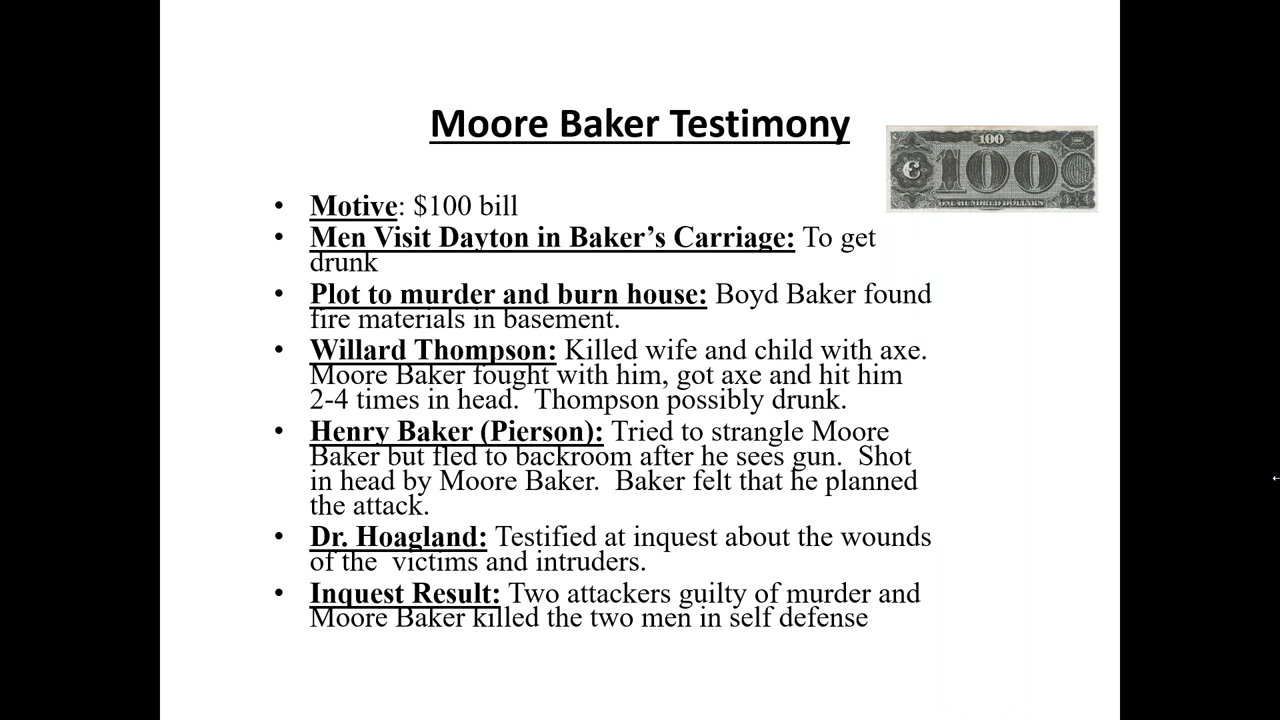 Moore Baker Testimony
100
100
ONE HUNDRED DOLLARS
• Motive: $100 bill
• Men Visit Dayton in Baker’s Carriage: To get
drunk
• Plot to murder and burn house: Boyd Baker found
fire materials in basement.
• Willard Thompson: Killed wife and child with axe.
Moore Baker fought with him, got axe and hit him
2-4 times in head.  Thompson possibly drunk.
• Henry Baker (Pierson): Tried to strangle Moore
Baker but fled to backroom after he sees gun.  Shot
in head by Moore Baker.  Baker felt that he planned
the attack.
• Dr. Hoagland: Testified at inquest about the wounds
of the  victims and intruders.
• Inquest Result: Two attackers guilty of murder and
Moore Baker killed the two men in self defense